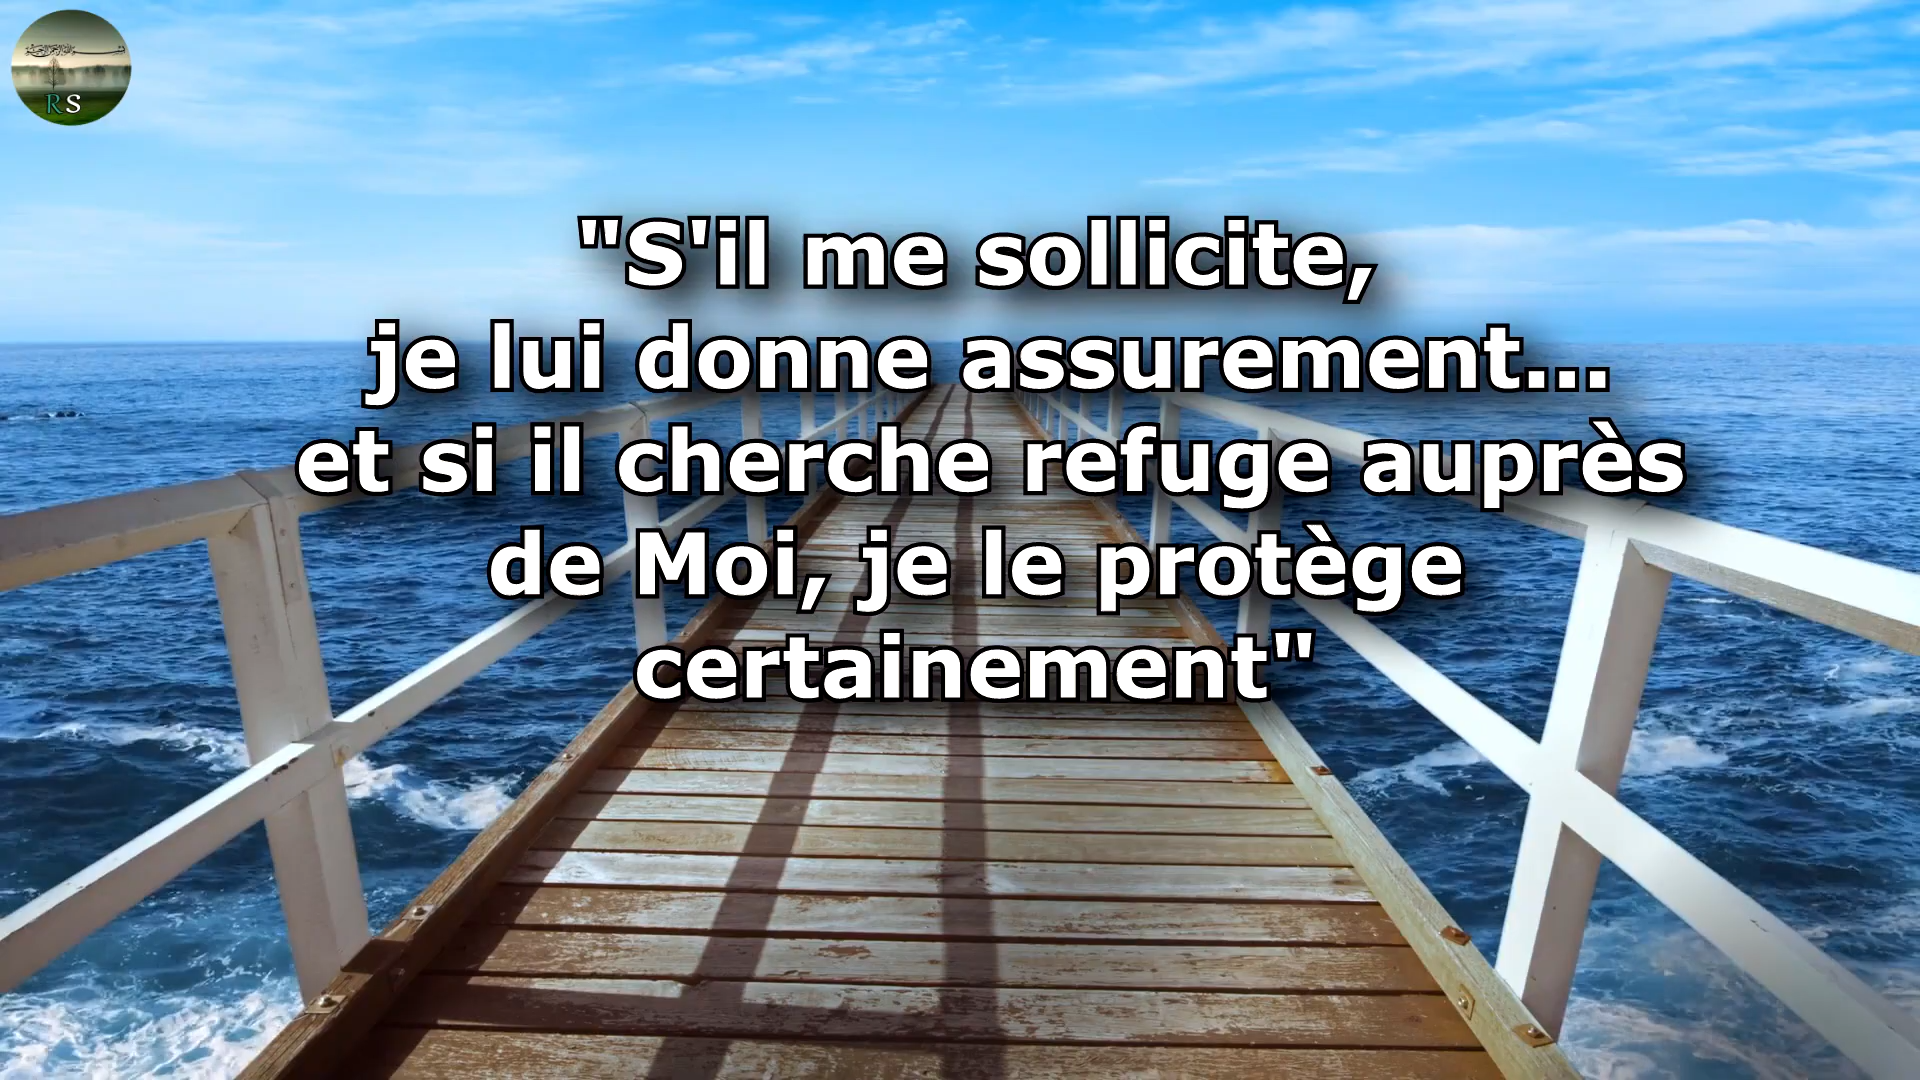 "S'il me sollicite,
je lui donne assurement...
et si il cherche refuge auprès
de Moi, je le protège
certainement"
RS